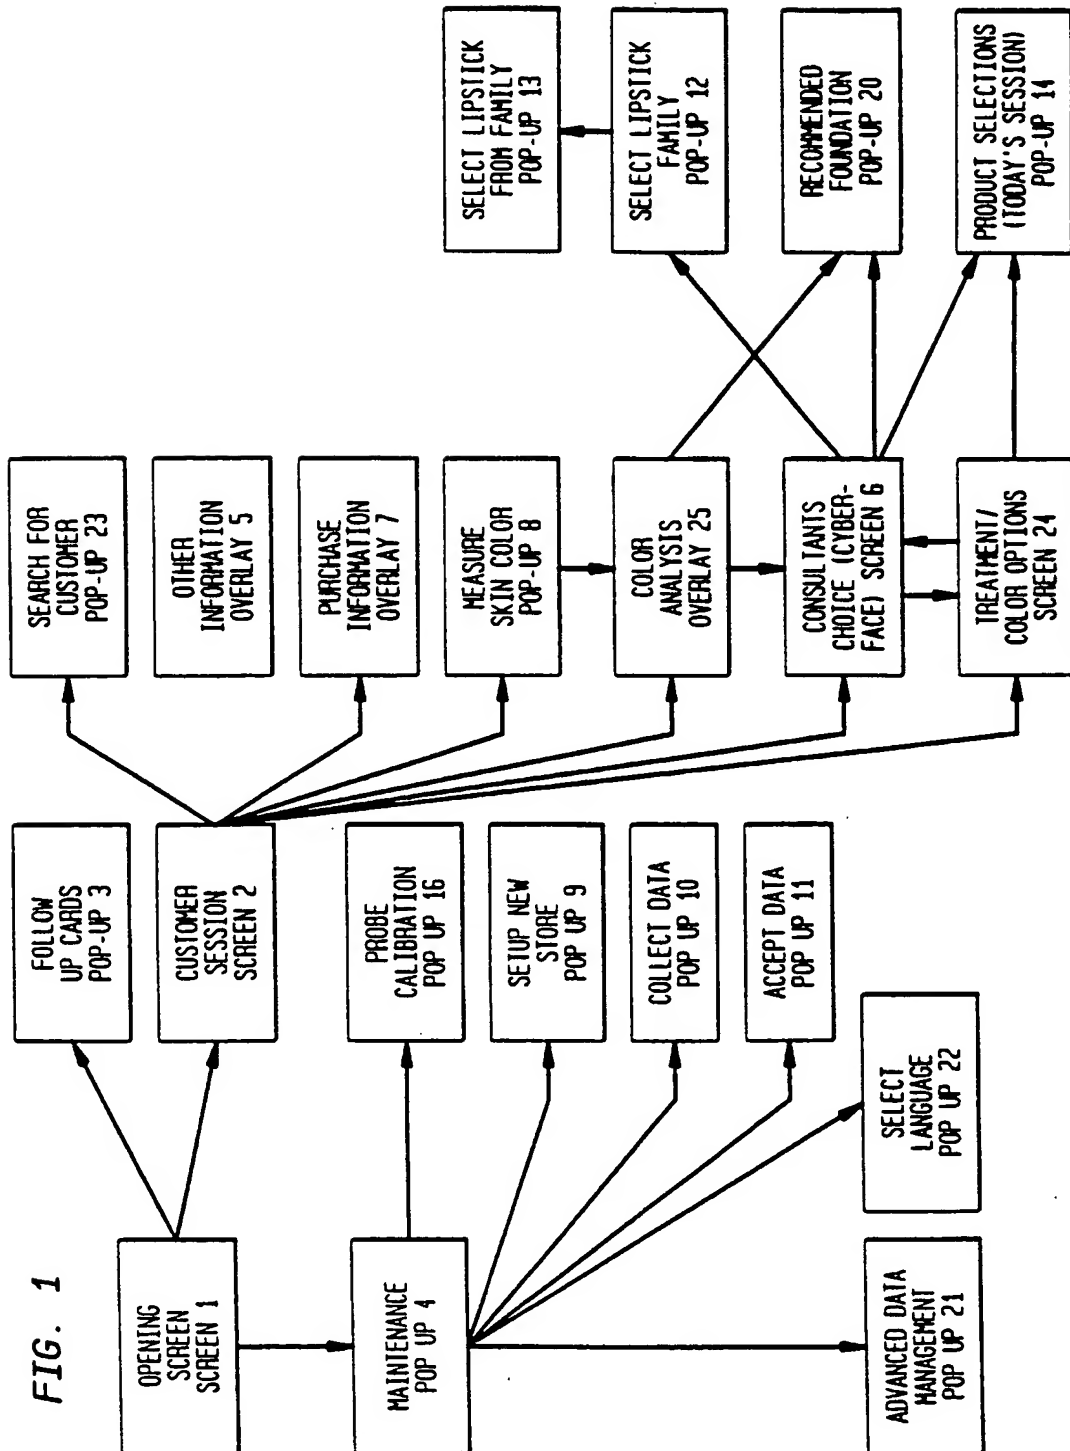 FIG. 1
OPENING
SCREEN
SCREEN 1
MAINTENANCE
POP UP 4
ADVANCED DATA
MANAGEMENT
POP UP 21
FOLLOW
UP CARDS
POP-UP 3
CUSTOMER
SESSION
SCREEN 2
PROBE
CALIBRATION
POP UP 16
SETUP NEW
STORE
POP UP 9
COLLECT DATA
POP UP 10
ACCEPT DATA
POP UP 11
SELECT
LANGUAGE
POP UP 22
SEARCH FOR
CUSTOMER
POP-UP 23
OTHER
INFORMATION
OVERLAY 5
PURCHASE
INFORMATION
OVERLAY 7
MEASURE
SKIN COLOR
POP-UP 8
COLOR
ANALYSIS
OVERLAY 25
CONSULTANTS
CHOICE (CYBER-
FACE) SCREEN 6
TREATMENT/
COLOR OPTIONS
SCREEN 24
SELECT LIPSTICK
FROM FAMILY
POP-UP 13
SELECT LIPSTICK
FAMILY
POP-UP 12
RECOMMENDED
FOUNDATION
POP-UP 20
PRODUCT SELECTIONS
(TODAY'S SESSION)
POP-UP 14